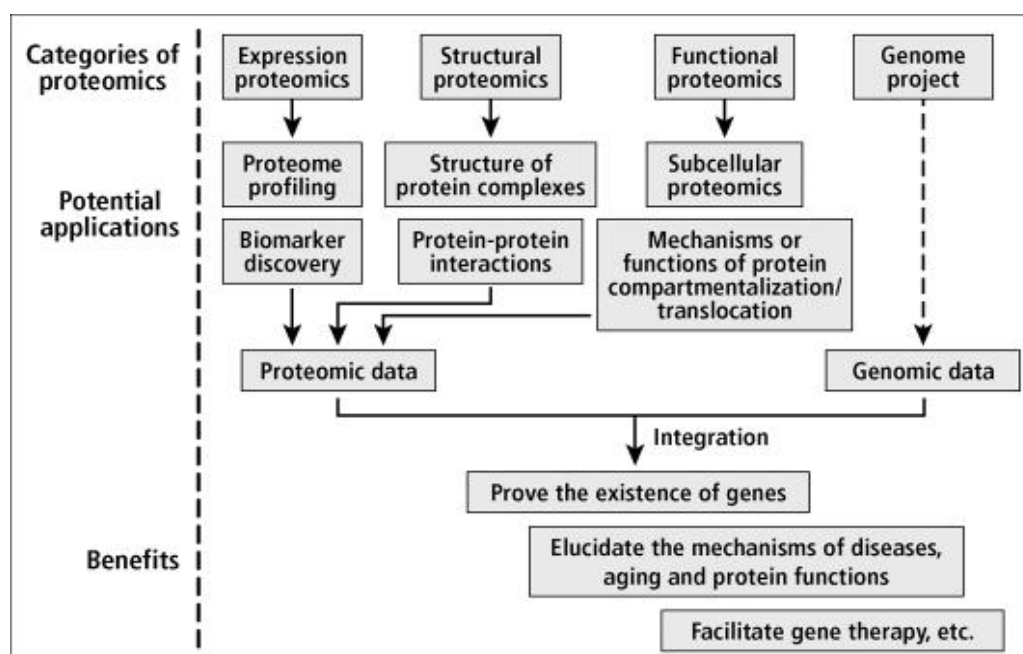 Categories of
proteomics
Expression
proteomics
Structural
proteomics
Functional
proteomics
Genome
project
Potential
applications
Proteome
profiling
Structure of
protein complexes
Subcellular
proteomics
Biomarker
discovery
Protein-protein
interactions
Mechanisms or
functions of protein
compartmentalization/
translocation
Proteomic data
Genomic data
Integration
Benefits
Prove the existence of genes
Elucidate the mechanisms of diseases,
aging and protein functions
Facilitate gene therapy, etc.